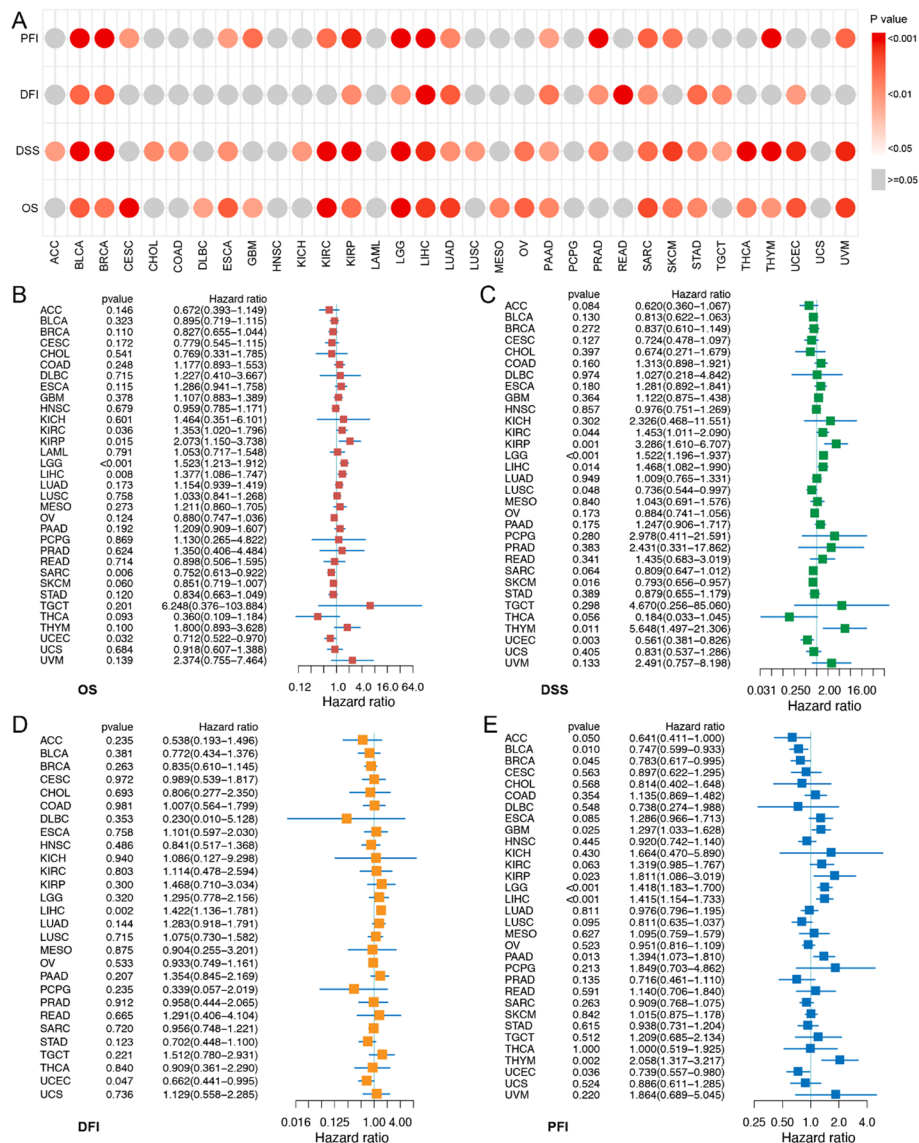 A
P value
PFI
DFI
DSS
OS
<0.001
<0.01
<0.05
>=0.05
ACC BLCA BRCA CESC CHOL COAD DLBC ESCA GBM HNSC KICH KIRC KIRP LAML LGG LIHC LUAD LUSC MESO OV PAAD PCPG PRAD READ SARC SKCM STAD TGCT THCA THYM UCEC UCS UVM
B
pvalue Hazard ratio
ACC 0.146 0.672(0.393−1.149)
BLCA 0.323 0.895(0.719−1.115)
BRCA 0.110 0.827(0.655−1.044)
CESC 0.172 0.779(0.545−1.115)
CHOL 0.541 0.769(0.331−1.785)
COAD 0.248 1.177(0.893−1.553)
DLBC 0.715 1.227(0.410−3.667)
ESCA 0.115 1.286(0.941−1.758)
GBM 0.378 1.107(0.883−1.389)
HNSC 0.679 0.959(0.785−1.171)
KICH 0.601 1.464(0.351−6.101)
KIRC 0.036 1.353(1.020−1.796)
KIRP 0.015 2.073(1.150−3.738)
LAML 0.791 1.053(0.717−1.548)
LGG <0.001 1.523(1.213−1.912)
LIHC 0.008 1.377(1.086−1.747)
LUAD 0.173 1.154(0.939−1.419)
LUSC 0.758 1.033(0.841−1.268)
MESO 0.273 1.211(0.860−1.705)
OV 0.124 0.880(0.747−1.036)
PAAD 0.192 1.209(0.909−1.607)
PCPG 0.869 1.130(0.265−4.822)
PRAD 0.624 1.350(0.406−4.484)
READ 0.714 0.898(0.506−1.595)
SARC 0.006 0.752(0.613−0.922)
SKCM 0.060 0.851(0.719−1.007)
STAD 0.120 0.834(0.663−1.049)
TGCT 0.201 6.248(0.376−103.884)
THCA 0.093 0.360(0.109−1.184)
THYM 0.100 1.800(0.893−3.628)
UCEC 0.032 0.712(0.522−0.970)
UCS 0.684 0.918(0.607−1.388)
UVM 0.139 2.374(0.755−7.464)
0.12 1.0 4.0 16.0 64.0
Hazard ratio
OS
C
pvalue Hazard ratio
ACC 0.084 0.620(0.360−1.067)
BLCA 0.130 0.813(0.622−1.063)
BRCA 0.272 0.837(0.610−1.149)
CESC 0.127 0.724(0.478−1.097)
CHOL 0.397 0.674(0.271−1.679)
COAD 0.160 1.313(0.898−1.921)
DLBC 0.974 1.027(0.218−4.842)
ESCA 0.180 1.281(0.892−1.841)
GBM 0.364 1.122(0.875−1.438)
HNSC 0.857 0.976(0.751−1.269)
KICH 0.302 2.326(0.468−11.551)
KIRC 0.044 1.453(1.011−2.090)
KIRP 0.001 3.286(1.610−6.707)
LGG <0.001 1.522(1.196−1.937)
LIHC 0.014 1.468(1.082−1.990)
LUAD 0.949 1.009(0.765−1.331)
LUSC 0.048 0.736(0.544−0.997)
MESO 0.840 1.043(0.691−1.576)
OV 0.173 0.884(0.741−1.056)
PAAD 0.175 1.247(0.906−1.717)
PCPG 0.280 2.978(0.411−21.591)
PRAD 0.383 2.431(0.331−17.862)
READ 0.341 1.435(0.683−3.019)
SARC 0.064 0.809(0.647−1.012)
SKCM 0.016 0.793(0.656−0.957)
STAD 0.389 0.879(0.655−1.179)
TGCT 0.298 4.670(0.256−85.060)
THCA 0.056 0.184(0.033−1.045)
THYM 0.011 5.648(1.497−21.306)
UCEC 0.003 0.561(0.381−0.826)
UCS 0.405 0.831(0.537−1.286)
UVM 0.133 2.491(0.757−8.198)
0.031 0.250 2.00 16.00
Hazard ratio
DSS
D
pvalue Hazard ratio
ACC 0.235 0.538(0.193−1.496)
BLCA 0.381 0.772(0.434−1.376)
BRCA 0.263 0.835(0.610−1.145)
CESC 0.972 0.989(0.539−1.817)
CHOL 0.693 0.806(0.277−2.350)
COAD 0.981 1.007(0.564−1.799)
DLBC 0.353 0.230(0.010−5.128)
ESCA 0.758 1.101(0.597−2.030)
HNSC 0.486 0.841(0.517−1.368)
KICH 0.940 1.086(0.127−9.298)
KIRC 0.803 1.114(0.478−2.594)
KIRP 0.300 1.468(0.710−3.034)
LGG 0.320 1.295(0.778−2.156)
LIHC 0.002 1.422(1.136−1.781)
LUAD 0.144 1.283(0.918−1.791)
LUSC 0.715 1.075(0.730−1.582)
MESO 0.875 0.904(0.255−3.201)
OV 0.533 0.933(0.749−1.161)
PAAD 0.207 1.354(0.845−2.169)
PCPG 0.235 0.339(0.057−2.019)
PRAD 0.912 0.958(0.444−2.065)
READ 0.665 1.291(0.406−4.104)
SARC 0.720 0.956(0.748−1.221)
STAD 0.123 0.702(0.448−1.100)
TGCT 0.221 1.512(0.780−2.931)
THCA 0.840 0.909(0.361−2.290)
UCEC 0.047 0.662(0.441−0.995)
UCS 0.736 1.129(0.558−2.285)
0.016 0.25 1.00 4.00
Hazard ratio
DFI
E
pvalue Hazard ratio
ACC 0.050 0.641(0.411−1.000)
BLCA 0.010 0.747(0.599−0.933)
BRCA 0.045 0.783(0.617−0.995)
CESC 0.563 0.897(0.622−1.295)
CHOL 0.568 0.814(0.402−1.648)
COAD 0.354 1.135(0.869−1.482)
DLBC 0.548 0.738(0.274−1.988)
ESCA 0.085 1.286(0.966−1.713)
GBM 0.025 1.297(1.033−1.628)
HNSC 0.445 0.920(0.742−1.140)
KICH 0.430 1.664(0.470−5.890)
KIRC 0.063 1.319(0.985−1.767)
KIRP 0.023 1.811(1.086−3.019)
LGG <0.001 1.418(1.183−1.700)
LIHC <0.001 1.415(1.154−1.733)
LUAD 0.811 0.976(0.796−1.195)
LUSC 0.095 0.811(0.635−1.037)
MESO 0.627 1.095(0.759−1.579)
OV 0.523 0.951(0.816−1.109)
PAAD 0.013 1.394(1.073−1.810)
PCPG 0.213 1.849(0.703−4.862)
PRAD 0.135 0.716(0.461−1.110)
READ 0.591 1.140(0.706−1.840)
SARC 0.263 0.909(0.768−1.075)
SKCM 0.842 1.015(0.875−1.178)
STAD 0.615 0.938(0.731−1.204)
TGCT 0.512 1.209(0.685−2.134)
THCA 1.000 1.000(0.519−1.925)
THYM 0.002 2.058(1.317−3.217)
UCEC 0.036 0.739(0.557−0.980)
UCS 0.524 0.886(0.611−1.285)
UVM 0.220 1.864(0.689−5.045)
0.25 0.50 1.0 2.0 4.0
Hazard ratio
PFI